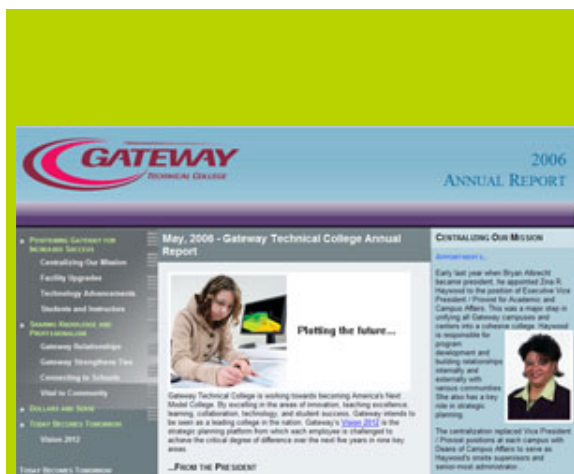 GATEWAY
TECHNICAL COLLEGE
2006
ANNUAL REPORT
POSITIONING GATEWAY FOR
INCREASED SUCCESS
Centralizing Our Mission
Facility Upgrades
Technology Advancements
Students and Instructors
SHARING KNOWLEDGE AND
PROFESSIONALISM
Gateway Relationships
Gateway Strengthens Ties
Connecting to Schools
Vital to Community
DOLLARS AND SENSE
TODAY BECOMES TOMORROW
Vision 2012
TODAY BECOMES TOMORROW
May, 2006 - Gateway Technical College Annual
Report
Plotting the future...
Gateway Technical College is working towards becoming America's Next
Model College. By excelling in the areas of innovation, teaching excellence,
learning, collaboration, technology, and student success. Gateway intends to
be seen as a leading college in the nation. Gateway's Vision 2012 is the
strategic planning platform from which each employee is challenged to
achieve the critical degree of difference over the next five years in nine key
areas.
...FROM THE PRESIDENT
CENTRALIZING OUR MISSION
APPOINTMENTS...
Early last year when Bryan Albrecht
became president, he appointed Zina R.
Haywood to the position of Executive Vice
President / Provost for Academic and
Campus Affairs. This was a major step in
unifying all Gateway campuses and
centers into a cohesive college. Haywood
is responsible for
program
development and
building relationships
internally and
externally with
various communities.
She also has a key
role in strategic
planning.
The centralization replaced Vice President
/ Provost positions at each campus with
Deans of Campus Affairs to serve as
Haywood's onsite supervisors and
senior-most administrator...